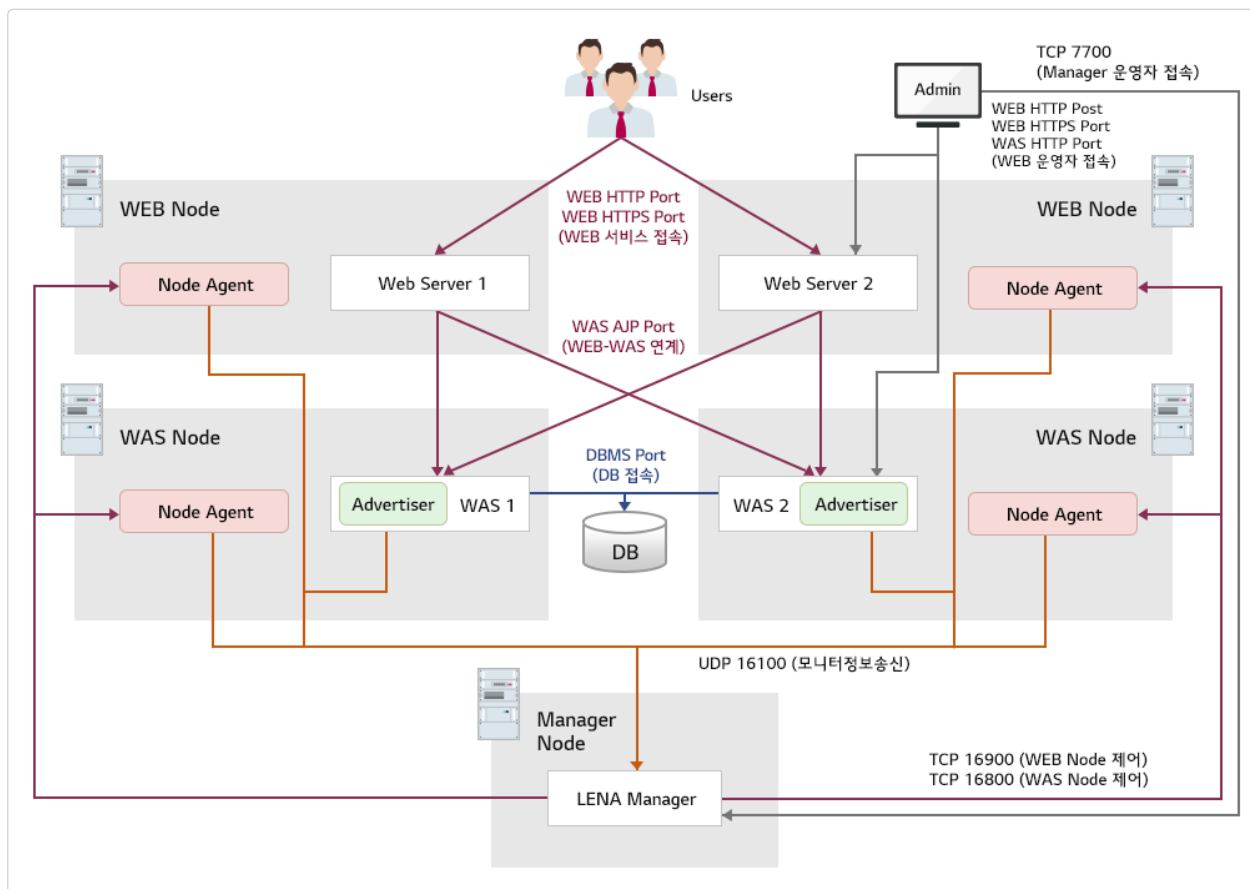 TCP 7700
(Manager 운영자 접속)
Admin
Users
WEB HTTP Post
WEB HTTPS Port
WAS HTTP Port
(WEB 운영자 접속)
WEB Node
WEB HTTP Port
WEB HTTPS Port
(WEB 서비스 접속)
WEB Node
Node Agent
Web Server 1
Web Server 2
Node Agent
WAS AJP Port
(WEB-WAS 연계)
WAS Node
WAS Node
DBMS Port
(DB 접속)
Node Agent
Advertiser
WAS 1
WAS 2
Advertiser
Node Agent
DB
UDP 16100 (모니터정보송신)
Manager
Node
TCP 16900 (WEB Node 제어)
TCP 16800 (WAS Node 제어)
LENA Manager